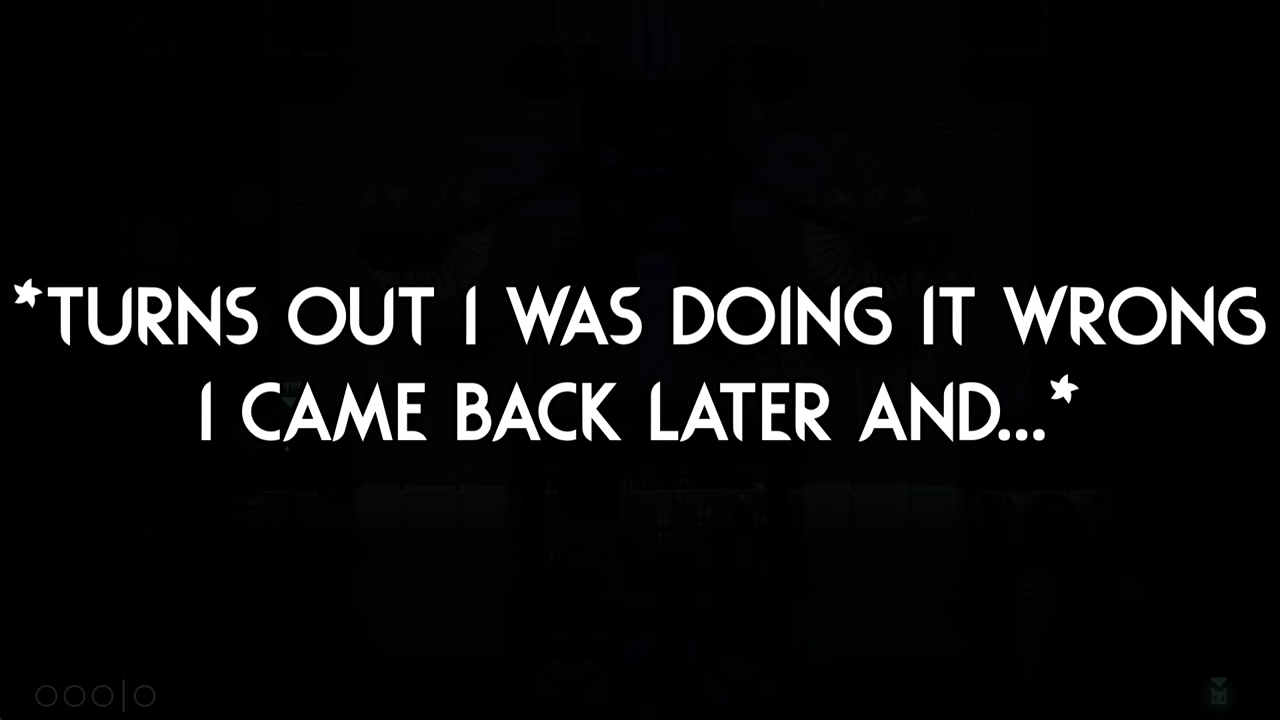 *TURNS OUT I WAS DOING IT WRONG
I CAME BACK LATER AND...*